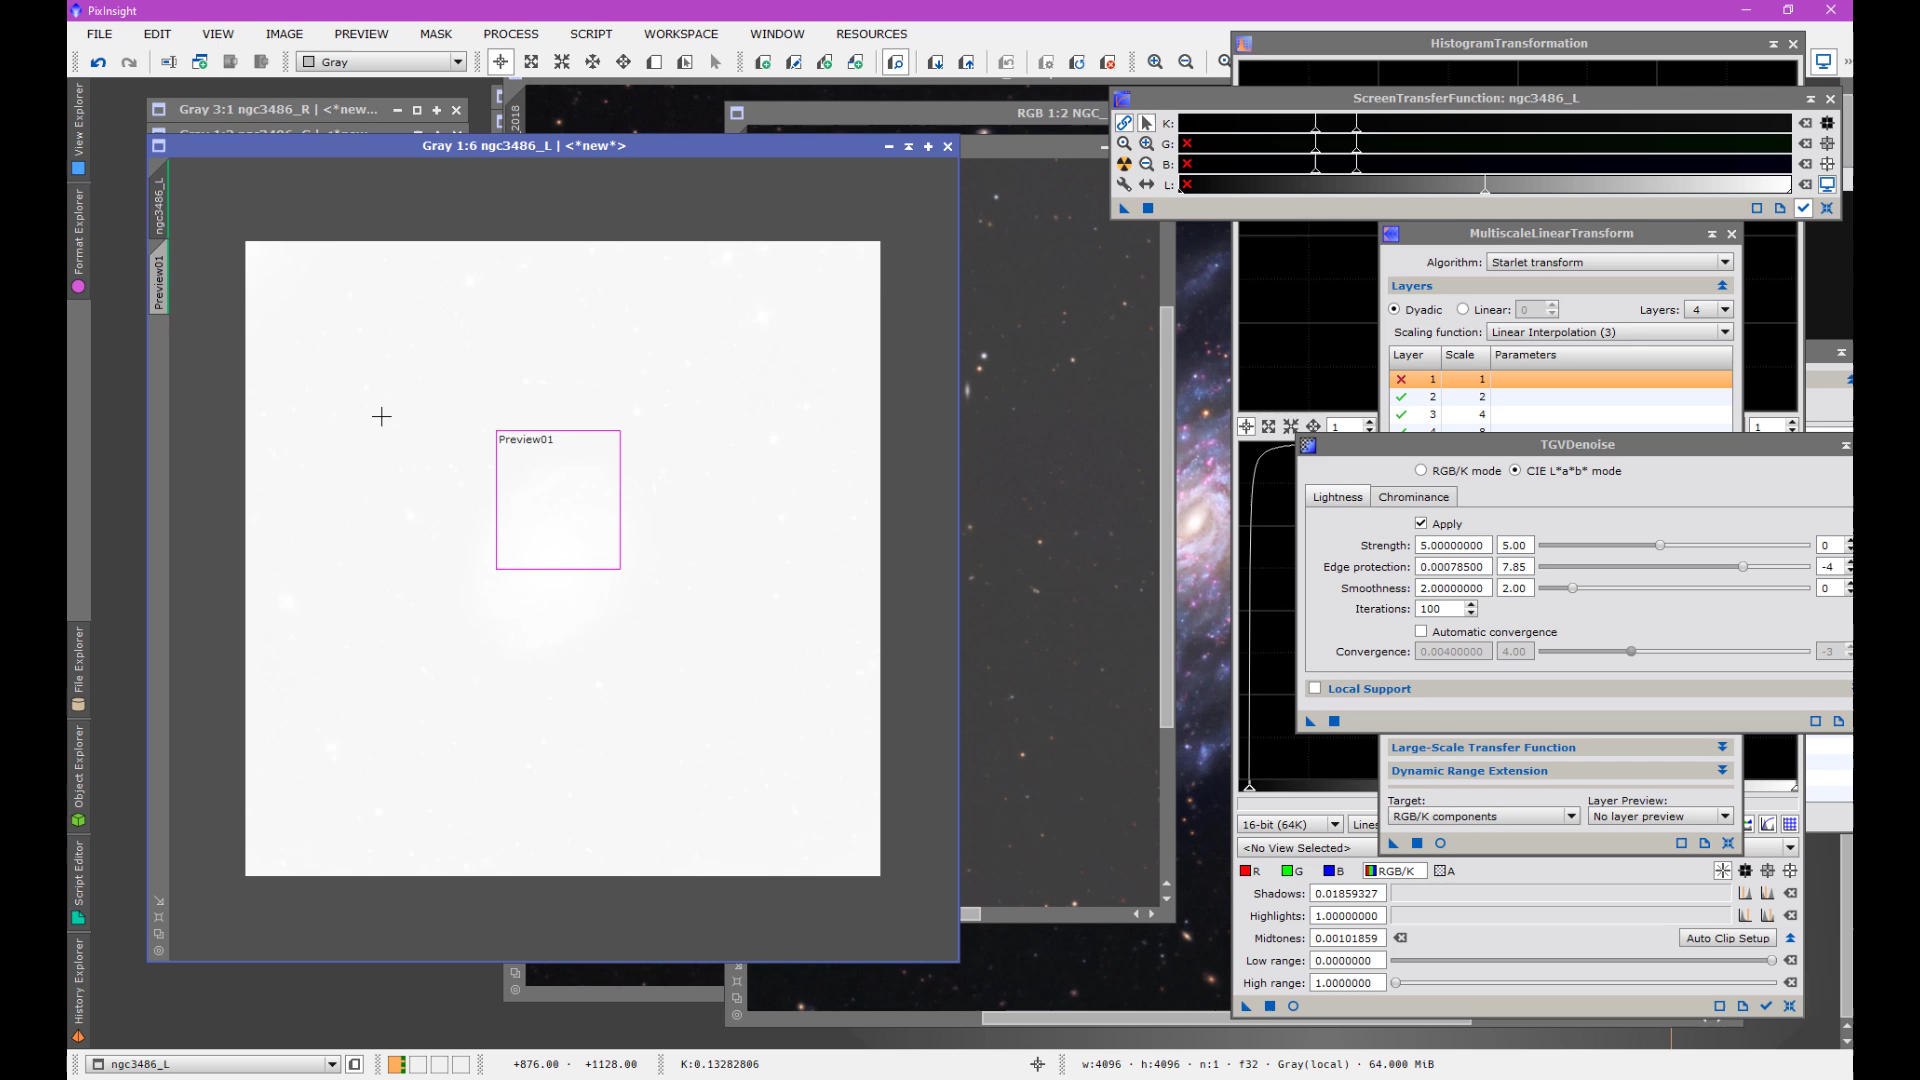 PixInsight
FILE EDIT VIEW IMAGE PREVIEW MASK PROCESS SCRIPT WORKSPACE WINDOW RESOURCES
Gray
HistogramTransformation
View Explorer
Format Explorer
File Explorer
Object Explorer
Script Editor
History Explorer
Gray 3:1 ngc3486_R | <*new...
2018
RGB 1:2 NGC_
Gray 1:6 ngc3486_L | <*new*>
ngc3486_L
Preview01
Preview01
ScreenTransferFunction: ngc3486_L
K:
G:
B:
L:
MultiscaleLinearTransform
Algorithm: Starlet transform
Layers
Dyadic Linear: 0 Layers: 4
Scaling function: Linear Interpolation (3)
Layer Scale Parameters
1 1
2 2
3 4
1 1
TGVDenoise
RGB/K mode CIE L*a*b* mode
Lightness Chrominance
Apply
Strength: 5.00000000 5.00 0
Edge protection: 0.00078500 7.85 -4
Smoothness: 2.00000000 2.00 0
Iterations: 100
Automatic convergence
Convergence: 0.00400000 4.00 -3
Local Support
Large-Scale Transfer Function
Dynamic Range Extension
Target: Layer Preview:
RGB/K components No layer preview
16-bit (64K)
<No View Selected>
R G B RGB/K A
Shadows: 0.01859327
Highlights: 1.00000000
Midtones: 0.00101859 Auto Clip Setup
Low range: 0.0000000
High range: 1.0000000
ngc3486_L +876.00 · +1128.00 K:0.13282806 w:4096 · h:4096 · n:1 · f32 · Gray(local) · 64.000 MiB